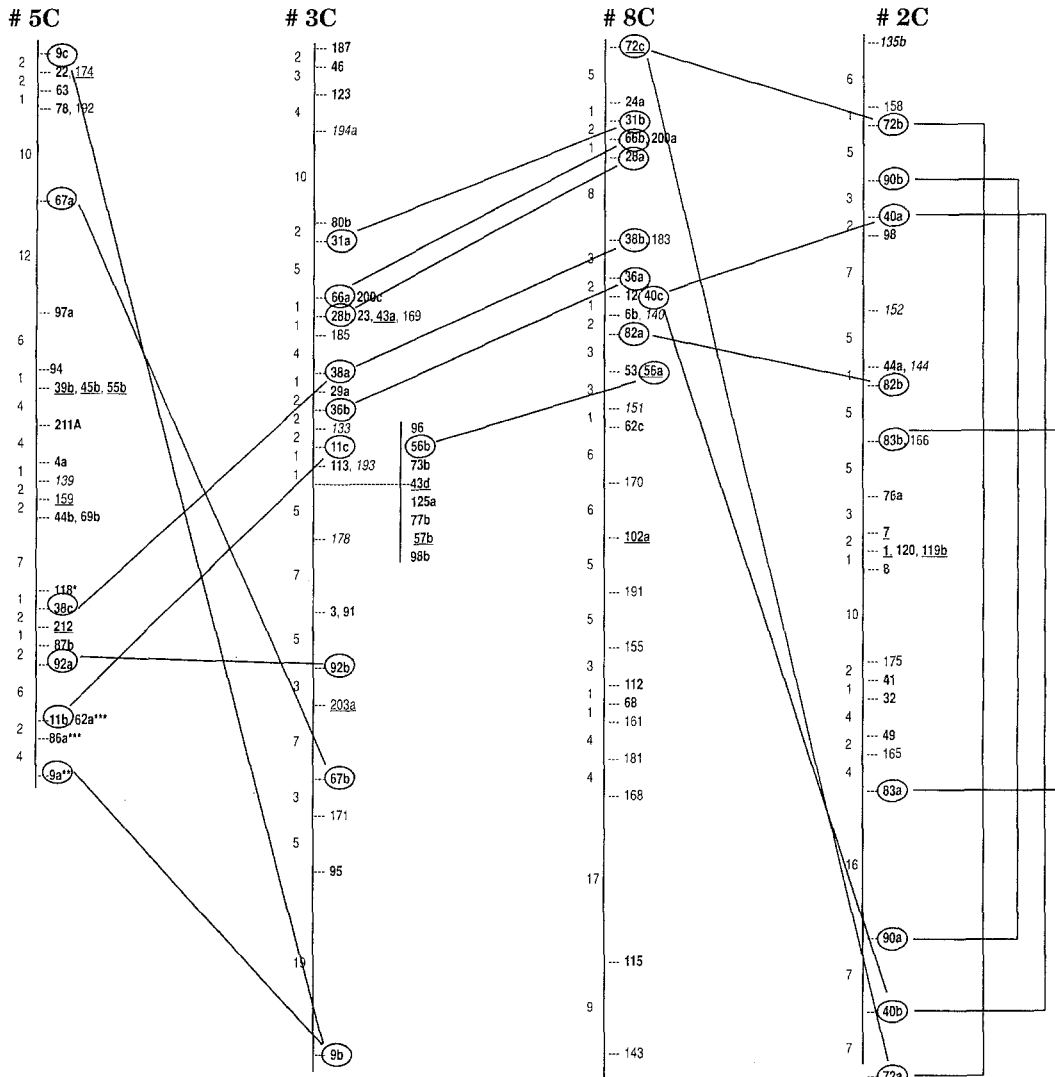 # 5C
9c
2
22, 174
2
63
1
78, 192
10
67a
12
97a
6
94
1
39b, 45b, 55b
4
211A
4
4a
1
139
2
159
2
44b, 69b
7
118*
1
38c
2
212
1
87b
2
92a
6
11b, 62a***
2
86a***
4
9a**
# 3C
187
2
46
3
123
4
194a
10
80b
2
31a
5
66a, 200c
1
28b, 23, 43a, 169
1
185
4
38a
1
29a
2
36b
2
133
2
11c
1
113, 193
1
96
56b
73b
43d
125a
77b
57b
98b
5
178
7
3, 91
5
92b
3
203a
7
67b
3
171
5
95
19
9b
# 8C
72c
5
24a
1
31b
2
66b, 200a
1
28a
8
38b, 183
3
36a
2
12 40c
1
6b, 140
2
82a
3
53 56a
3
151
1
62c
6
170
6
102a
5
191
5
155
3
112
1
68
1
161
4
181
4
168
17
115
9
143
# 2C
135b
6
158
1
72b
5
90b
3
40a
2
98
7
152
5
44a, 144
1
82b
5
83b, 166
5
76a
3
7
2
1, 120, 119b
1
8
10
175
2
41
1
32
4
49
2
165
4
83a
16
90a
7
40b
7
72a